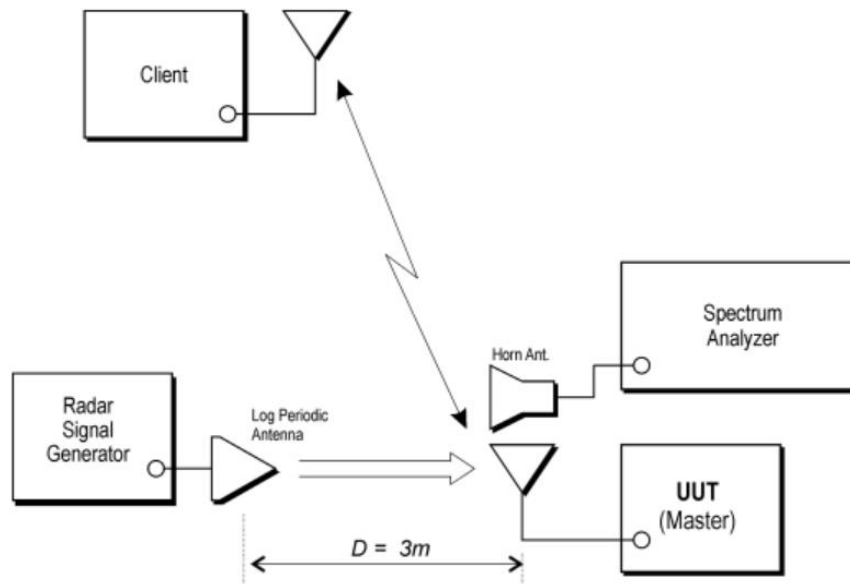 Client
Spectrum
Analyzer
Horn Ant.
Radar
Signal
Generator
Log Periodic
Antenna
UUT
(Master)
D = 3m